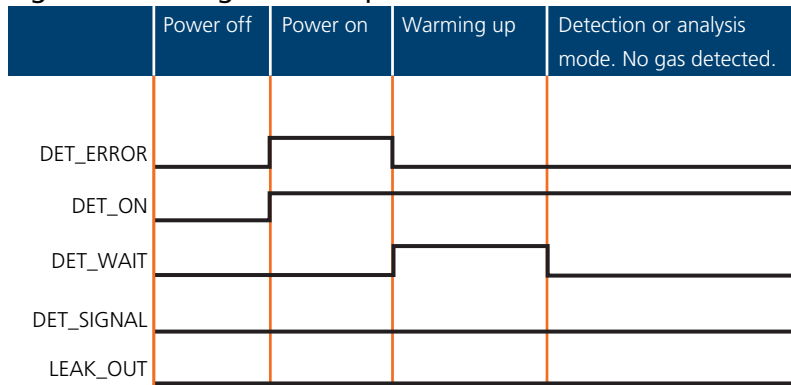 Power off Power on Warming up Detection or analysis
mode. No gas detected.
DET_ERROR
DET_ON
DET_WAIT
DET_SIGNAL
LEAK_OUT